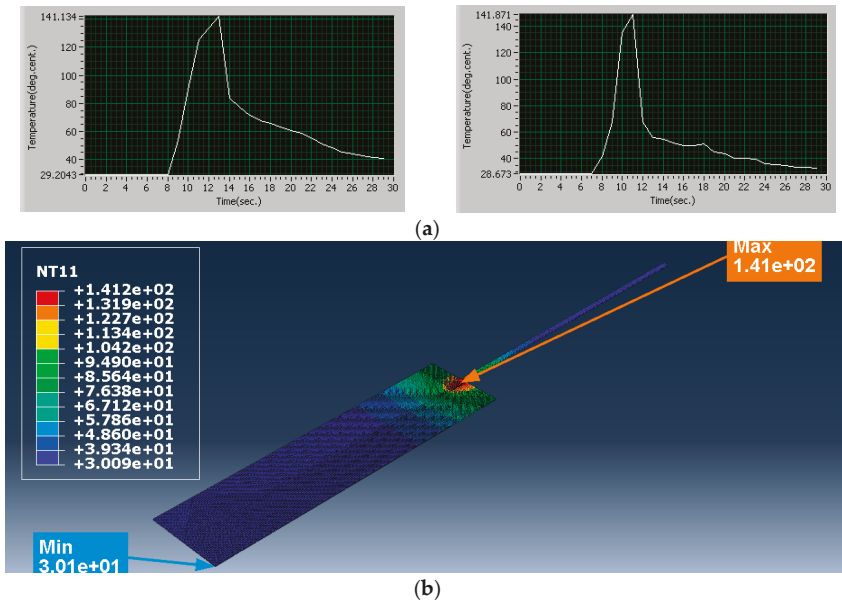 141.134
120
100
80
60
40
29.2043
0 2 4 6 8 10 12 14 16 18 20 22 24 26 28 30
Time(sec.)
Temperature(deg.cent.)
141.871
120
100
80
60
40
28.673
0 2 4 6 8 10 12 14 16 18 20 22 24 26 28 30
Time(sec.)
Temperature(deg.cent.)
(a)
NT11
+1.412e+02
+1.319e+02
+1.227e+02
+1.134e+02
+1.042e+02
+9.490e+01
+8.564e+01
+7.638e+01
+6.712e+01
+5.786e+01
+4.860e+01
+3.934e+01
+3.009e+01
Max
1.41e+02
Min
3.01e+01
(b)